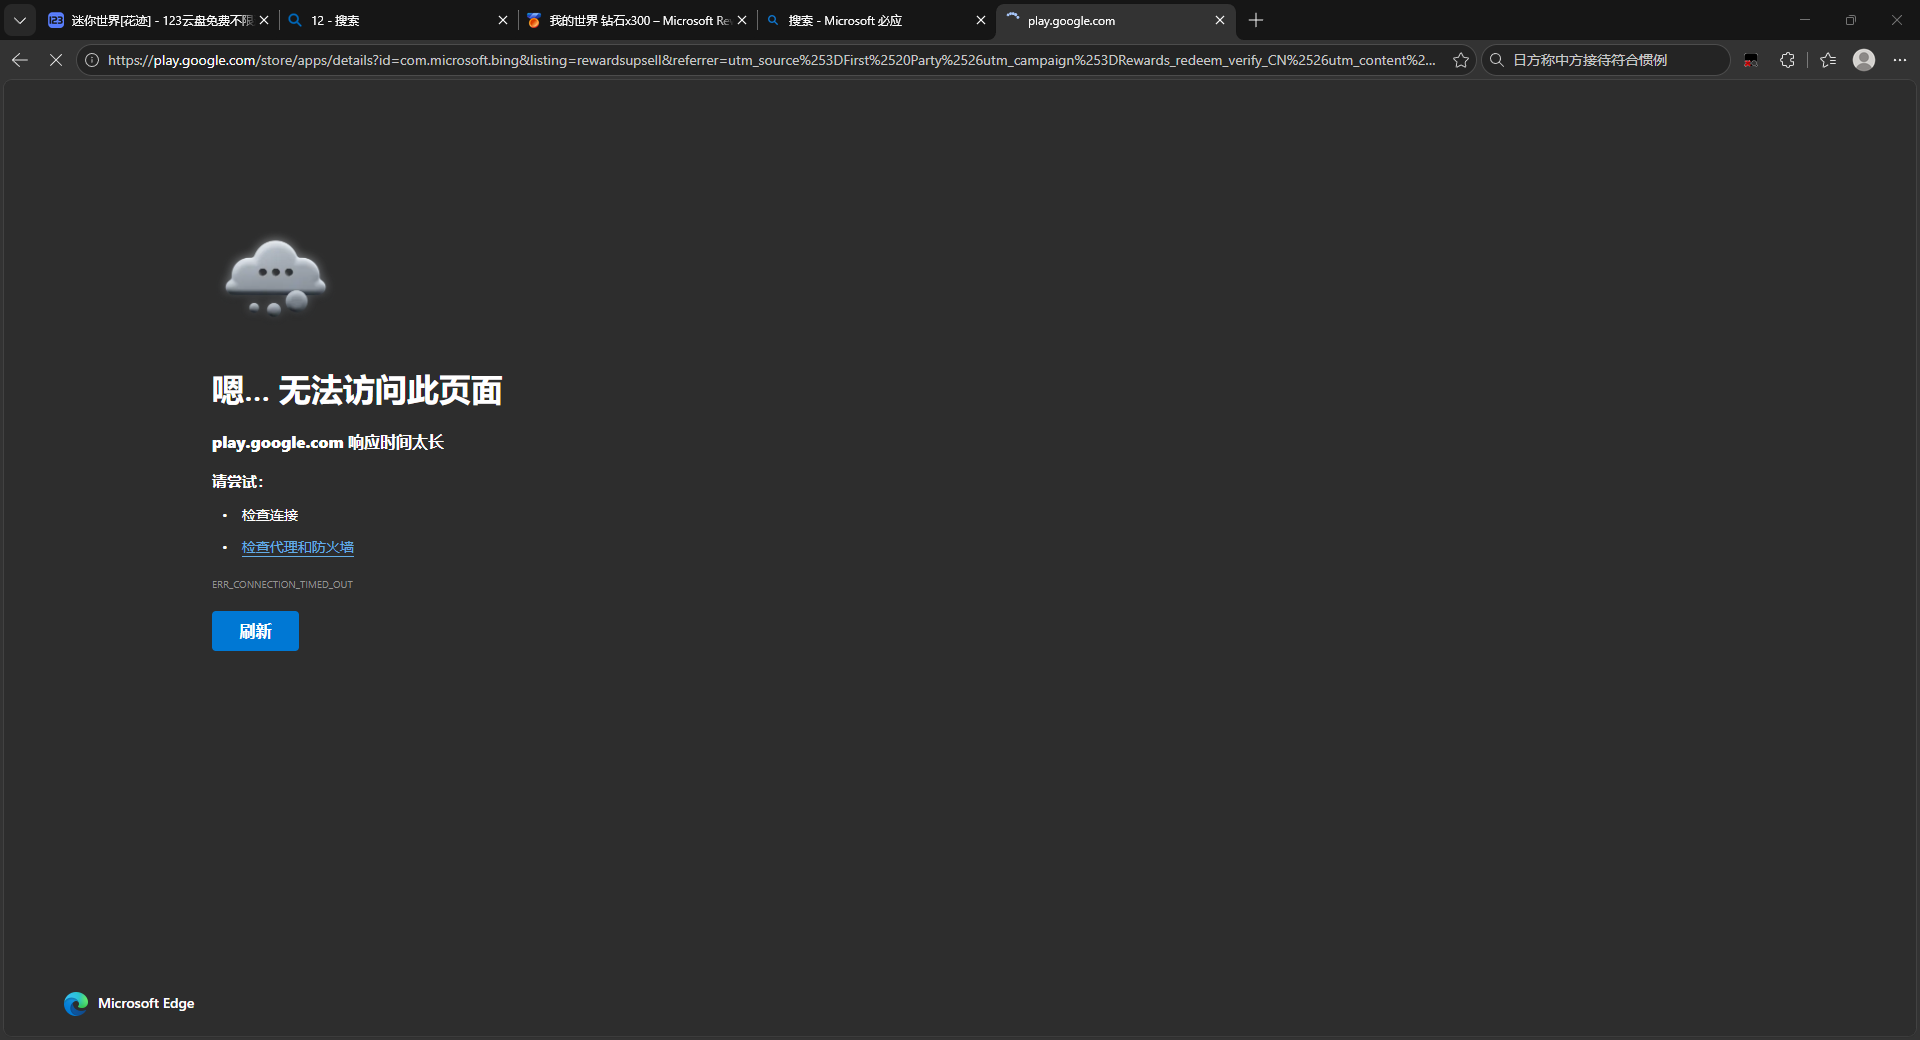 迷你世界[花迹] - 123云盘免费不限
12 - 搜索
我的世界 钻石x300 – Microsoft Re
搜索 - Microsoft 必应
play.google.com
https://play.google.com/store/apps/details?id=com.microsoft.bing&listing=rewardsupsell&referrer=utm_source%253DFirst%2520Party%2526utm_campaign%253DRewards_redeem_verify_CN%2526utm_content%2...
日方称中方接待符合惯例
嗯... 无法访问此页面
play.google.com 响应时间太长
请尝试:
• 检查连接
• 检查代理和防火墙
ERR_CONNECTION_TIMED_OUT
刷新
Microsoft Edge